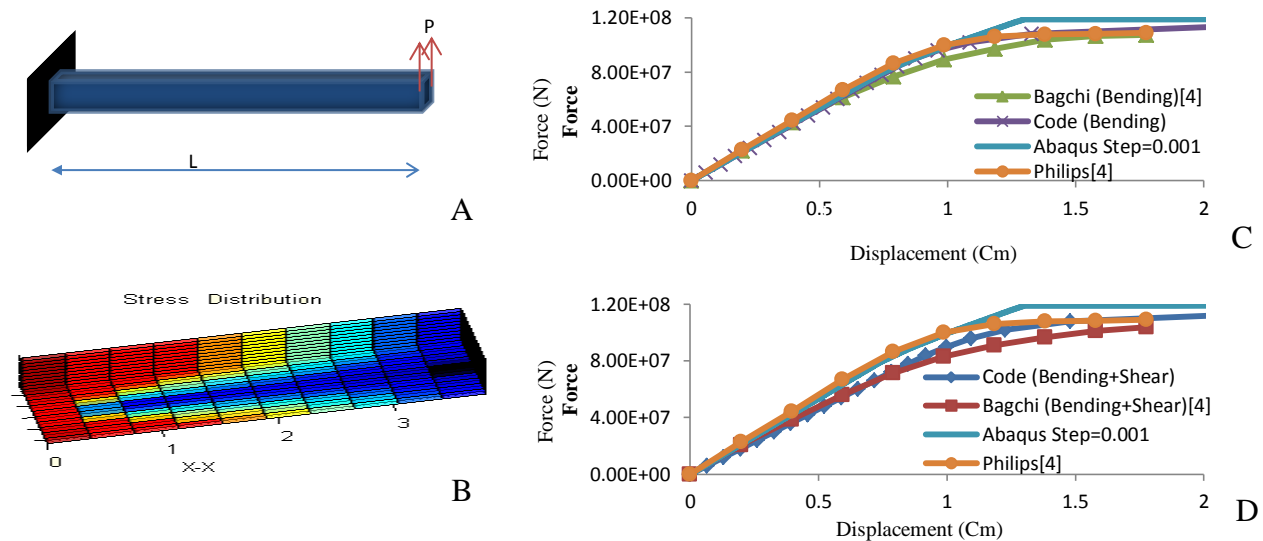 P
L
A
Stress Distribution
0
1
2
3
X-X
B
1.20E+08
8.00E+07
4.00E+07
0.00E+00
Force (N)
Force
Bagchi (Bending)[4]
Code (Bending)
Abaqus Step=0.001
Philips[4]
0
0.5
1
1.5
2
Displacement (Cm)
C
1.20E+08
8.00E+07
4.00E+07
0.00E+00
Force (N)
Force
Code (Bending+Shear)
Bagchi (Bending+Shear)[4]
Abaqus Step=0.001
Philips[4]
0
0.5
1
1.5
2
Displacement (Cm)
D